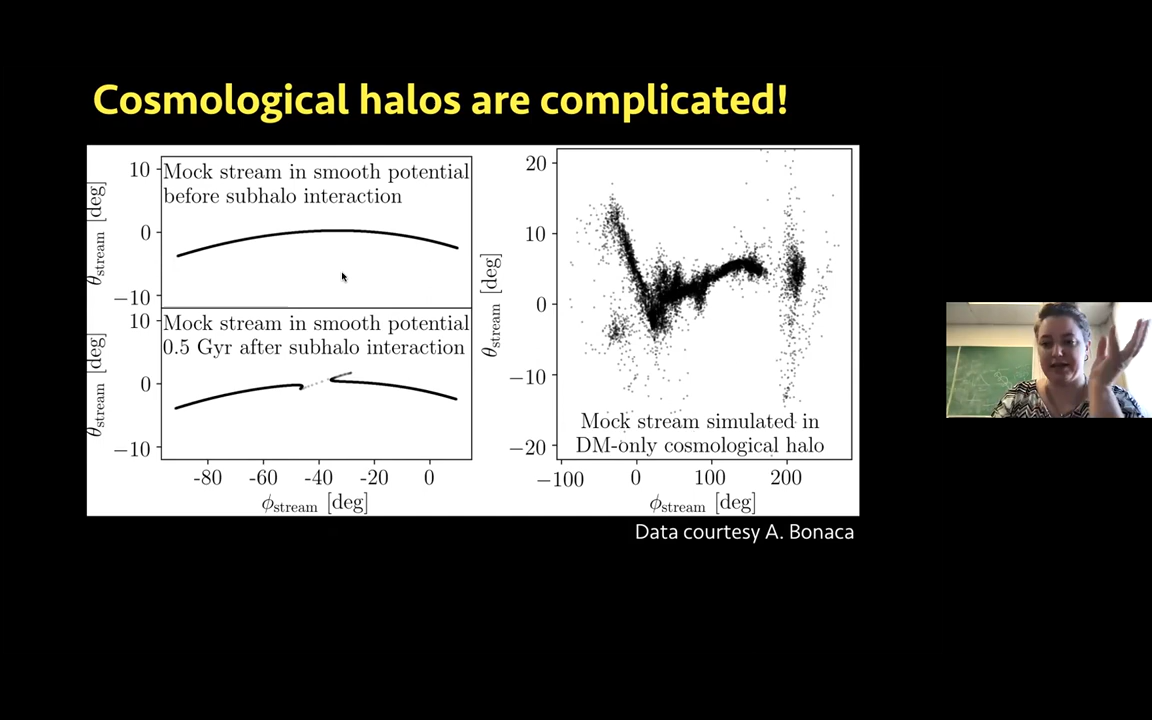 Cosmological halos are complicated!
10
Mock stream in smooth potential
before subhalo interaction
0
−10
θstream [deg]
10
Mock stream in smooth potential
0.5 Gyr after subhalo interaction
0
−10
θstream [deg]
-80 -60 -40 -20 0
ϕstream [deg]
20
10
0
−10
−20
θstream [deg]
Mock stream simulated in
DM-only cosmological halo
−100 0 100 200
ϕstream [deg]
Data courtesy A. Bonaca